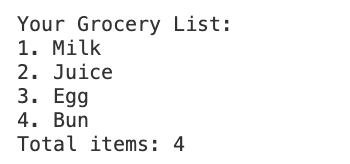 Your Grocery List:
1. Milk
2. Juice
3. Egg
4. Bun
Total items: 4